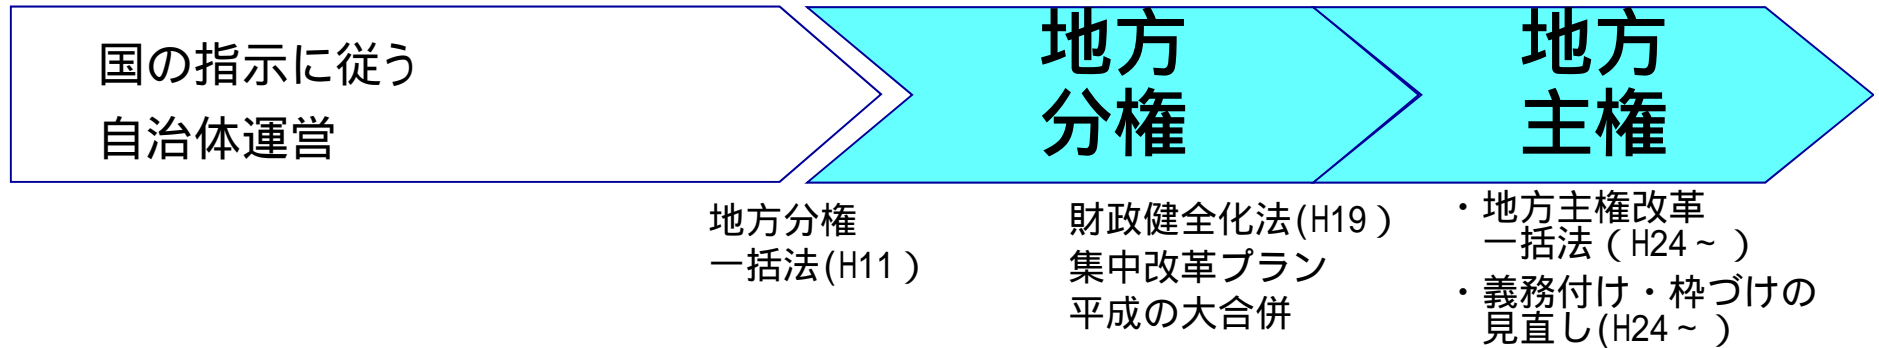 国の指示に従う
自治体運営
地方
分権
地方
主権
地方分権
一括法(H11）
財政健全化法(H19）
集中改革プラン
平成の大合併
・地方主権改革
一括法（H24～）
・義務付け・枠づけの
見直し(H24～）